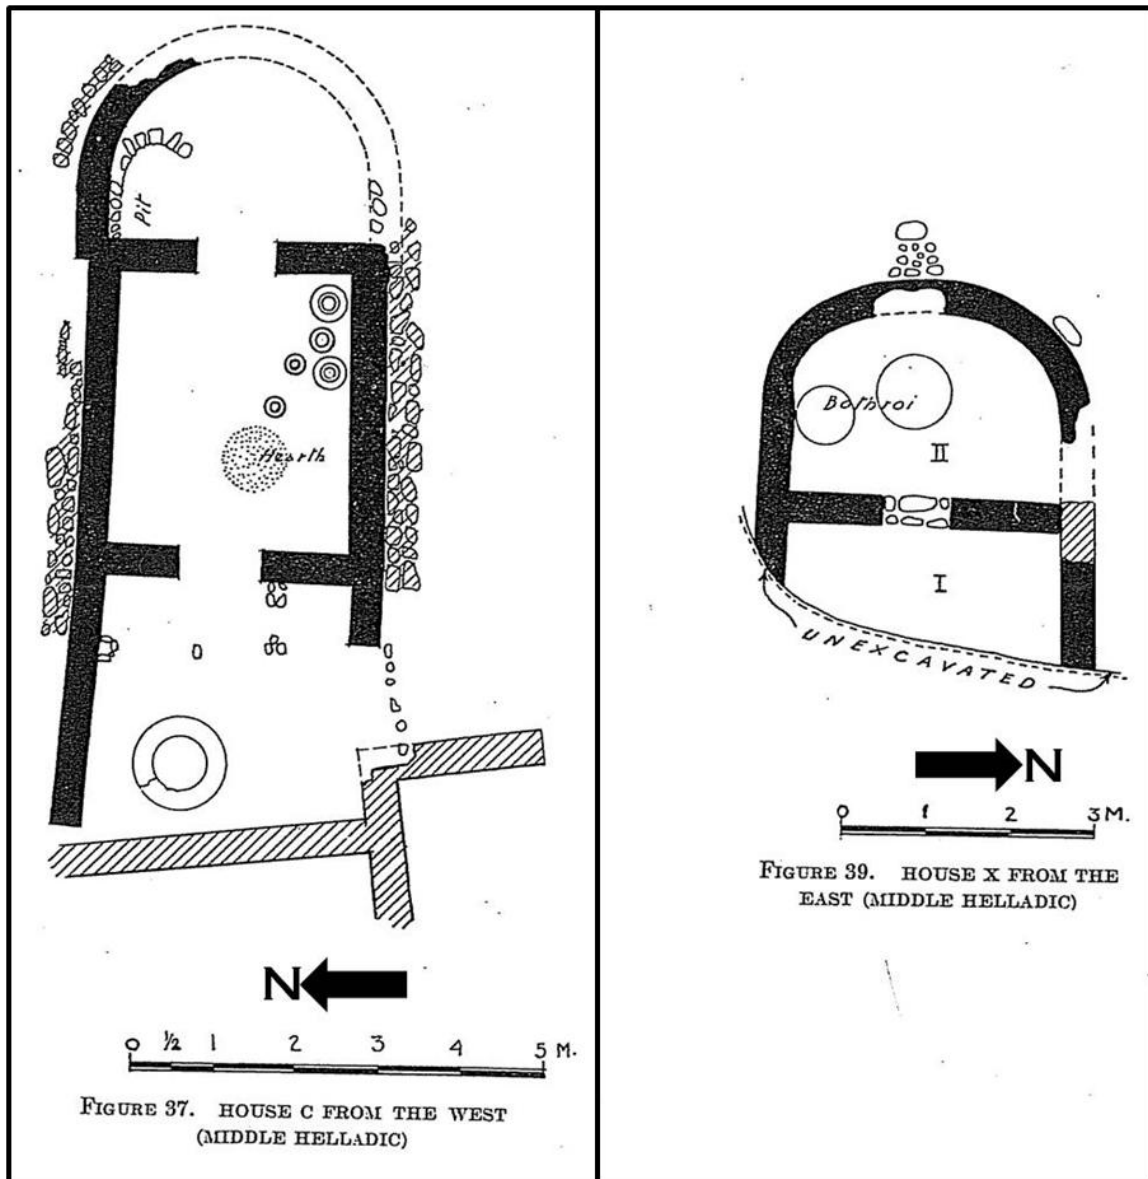 Pit
Hearth
N
0 ½ 1 2 3 4 5 M.
FIGURE 37. HOUSE C FROM THE WEST
(MIDDLE HELLADIC)
Bothroi
II
I
UNEXCAVATED
N
0 1 2 3 M.
FIGURE 39. HOUSE X FROM THE
EAST (MIDDLE HELLADIC)